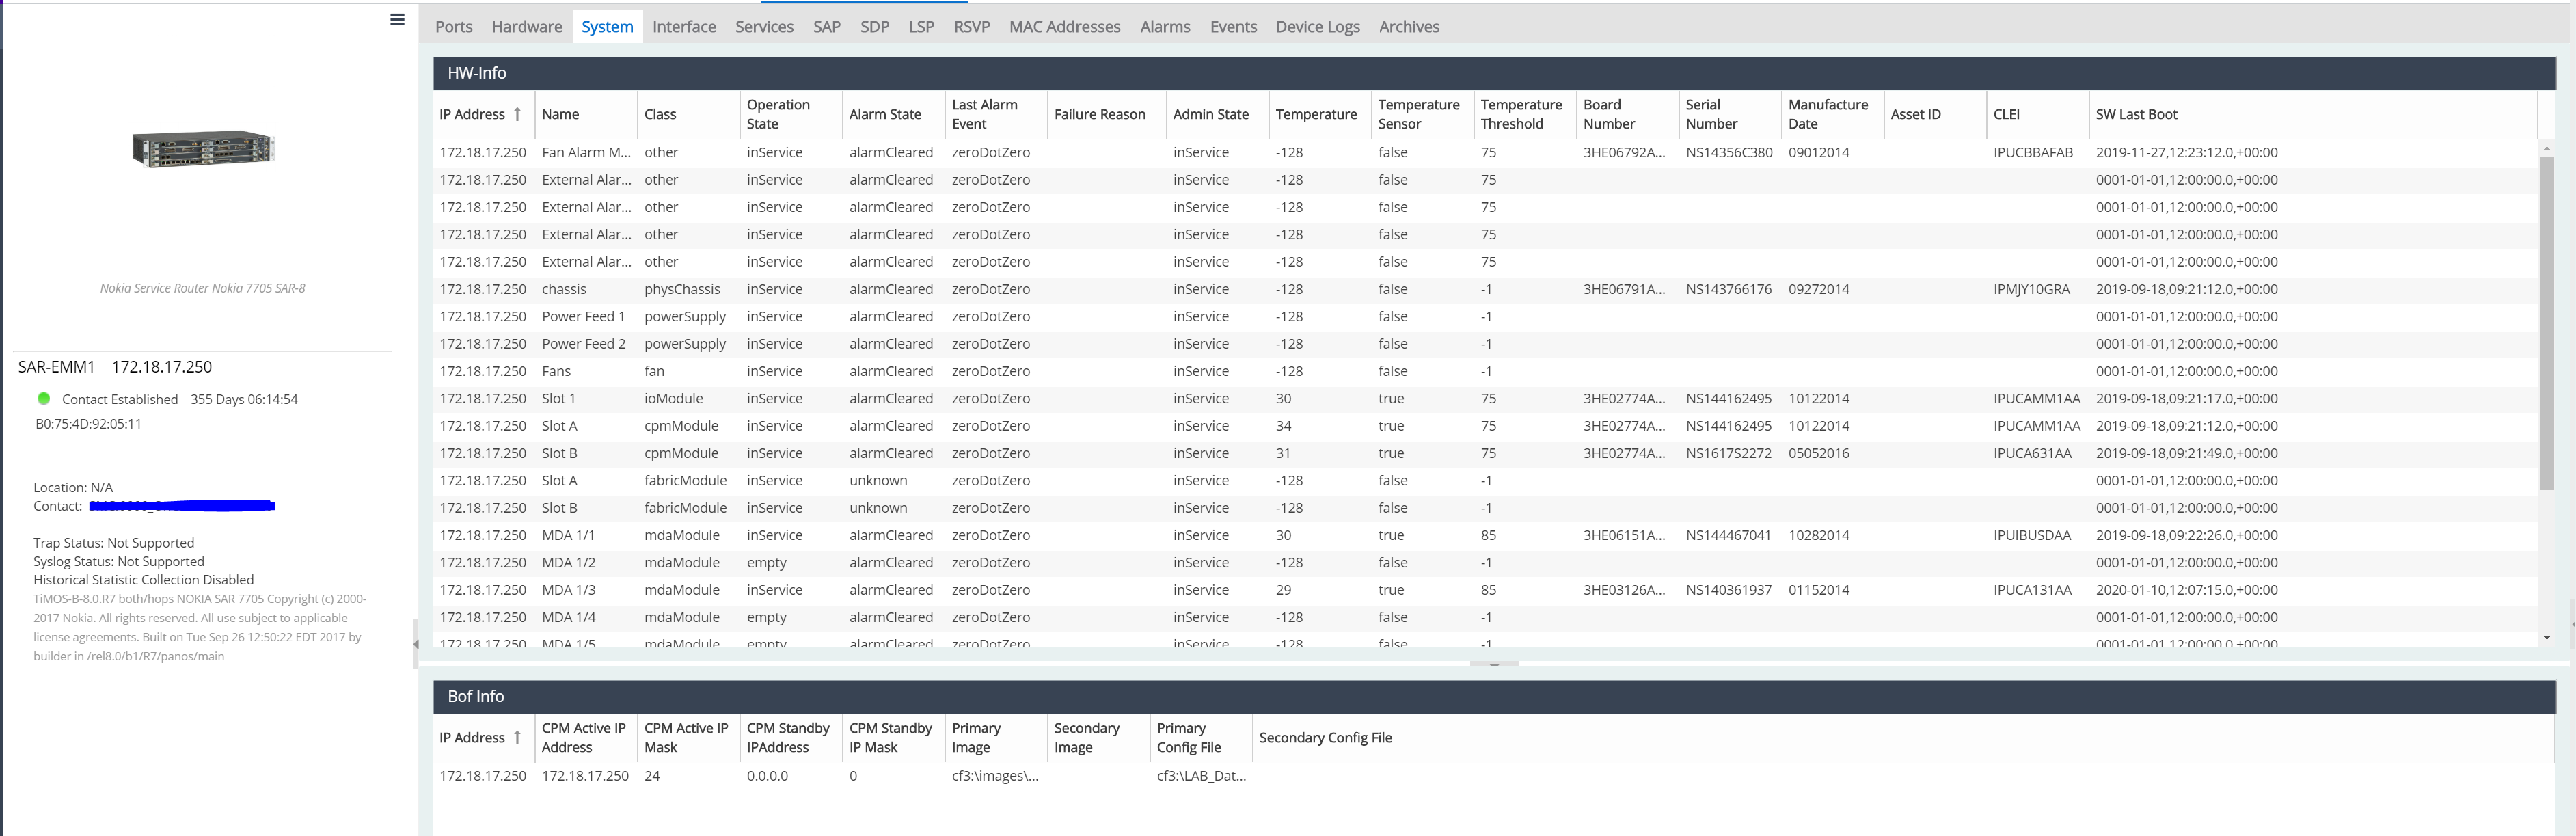 Ports Hardware System Interface Services SAP SDP LSP RSVP MAC Addresses Alarms Events Device Logs Archives
Nokia Service Router Nokia 7705 SAR-8
SAR-EMM1 172.18.17.250
Contact Established 355 Days 06:14:54
B0:75:4D:92:05:11
Location: N/A
Contact:
Trap Status: Not Supported
Syslog Status: Not Supported
Historical Statistic Collection Disabled
TiMOS-B-8.0.R7 both/hops NOKIA SAR 7705 Copyright (c) 2000-
2017 Nokia. All rights reserved. All use subject to applicable
license agreements. Built on Tue Sep 26 12:50:22 EDT 2017 by
builder in /rel8.0/b1/R7/panos/main
HW-Info
IP Address ↑ Name Class Operation State Alarm State Last Alarm Event Failure Reason Admin State Temperature Temperature Sensor Temperature Threshold Board Number Serial Number Manufacture Date Asset ID CLEI SW Last Boot
172.18.17.250 Fan Alarm M... other inService alarmCleared zeroDotZero inService -128 false 75 3HE06792A... NS14356C380 09012014 IPUCBBAFAB 2019-11-27,12:23:12.0,+00:00
172.18.17.250 External Alar... other inService alarmCleared zeroDotZero inService -128 false 75 0001-01-01,12:00:00.0,+00:00
172.18.17.250 External Alar... other inService alarmCleared zeroDotZero inService -128 false 75 0001-01-01,12:00:00.0,+00:00
172.18.17.250 External Alar... other inService alarmCleared zeroDotZero inService -128 false 75 0001-01-01,12:00:00.0,+00:00
172.18.17.250 External Alar... other inService alarmCleared zeroDotZero inService -128 false 75 0001-01-01,12:00:00.0,+00:00
172.18.17.250 chassis physChassis inService alarmCleared zeroDotZero inService -128 false -1 3HE06791A... NS143766176 09272014 IPMJY10GRA 2019-09-18,09:21:12.0,+00:00
172.18.17.250 Power Feed 1 powerSupply inService alarmCleared zeroDotZero inService -128 false -1 0001-01-01,12:00:00.0,+00:00
172.18.17.250 Power Feed 2 powerSupply inService alarmCleared zeroDotZero inService -128 false -1 0001-01-01,12:00:00.0,+00:00
172.18.17.250 Fans fan inService alarmCleared zeroDotZero inService -128 false -1 0001-01-01,12:00:00.0,+00:00
172.18.17.250 Slot 1 ioModule inService alarmCleared zeroDotZero inService 30 true 75 3HE02774A... NS144162495 10122014 IPUCAMM1AA 2019-09-18,09:21:17.0,+00:00
172.18.17.250 Slot A cpmModule inService alarmCleared zeroDotZero inService 34 true 75 3HE02774A... NS144162495 10122014 IPUCAMM1AA 2019-09-18,09:21:12.0,+00:00
172.18.17.250 Slot B cpmModule inService alarmCleared zeroDotZero inService 31 true 75 3HE02774A... NS1617S2272 05052016 IPUCA631AA 2019-09-18,09:21:49.0,+00:00
172.18.17.250 Slot A fabricModule inService unknown zeroDotZero inService -128 false -1 0001-01-01,12:00:00.0,+00:00
172.18.17.250 Slot B fabricModule inService unknown zeroDotZero inService -128 false -1 0001-01-01,12:00:00.0,+00:00
172.18.17.250 MDA 1/1 mdaModule inService alarmCleared zeroDotZero inService 30 true 85 3HE06151A... NS144467041 10282014 IPUIBUSDAA 2019-09-18,09:22:26.0,+00:00
172.18.17.250 MDA 1/2 mdaModule empty alarmCleared zeroDotZero inService -128 false -1 0001-01-01,12:00:00.0,+00:00
172.18.17.250 MDA 1/3 mdaModule inService alarmCleared zeroDotZero inService 29 true 85 3HE03126A... NS140361937 01152014 IPUCA131AA 2020-01-10,12:07:15.0,+00:00
172.18.17.250 MDA 1/4 mdaModule empty alarmCleared zeroDotZero inService -128 false -1 0001-01-01,12:00:00.0,+00:00
172.18.17.250 MDA 1/5 mdaModule empty alarmCleared zeroDotZero inService -128 false -1 0001-01-01,12:00:00.0,+00:00
Bof Info
IP Address ↑ CPM Active IP Address CPM Active IP Mask CPM Standby IPAddress CPM Standby IP Mask Primary Image Secondary Image Primary Config File Secondary Config File
172.18.17.250 172.18.17.250 24 0.0.0.0 0 cf3:\images\... cf3:\LAB_Dat...